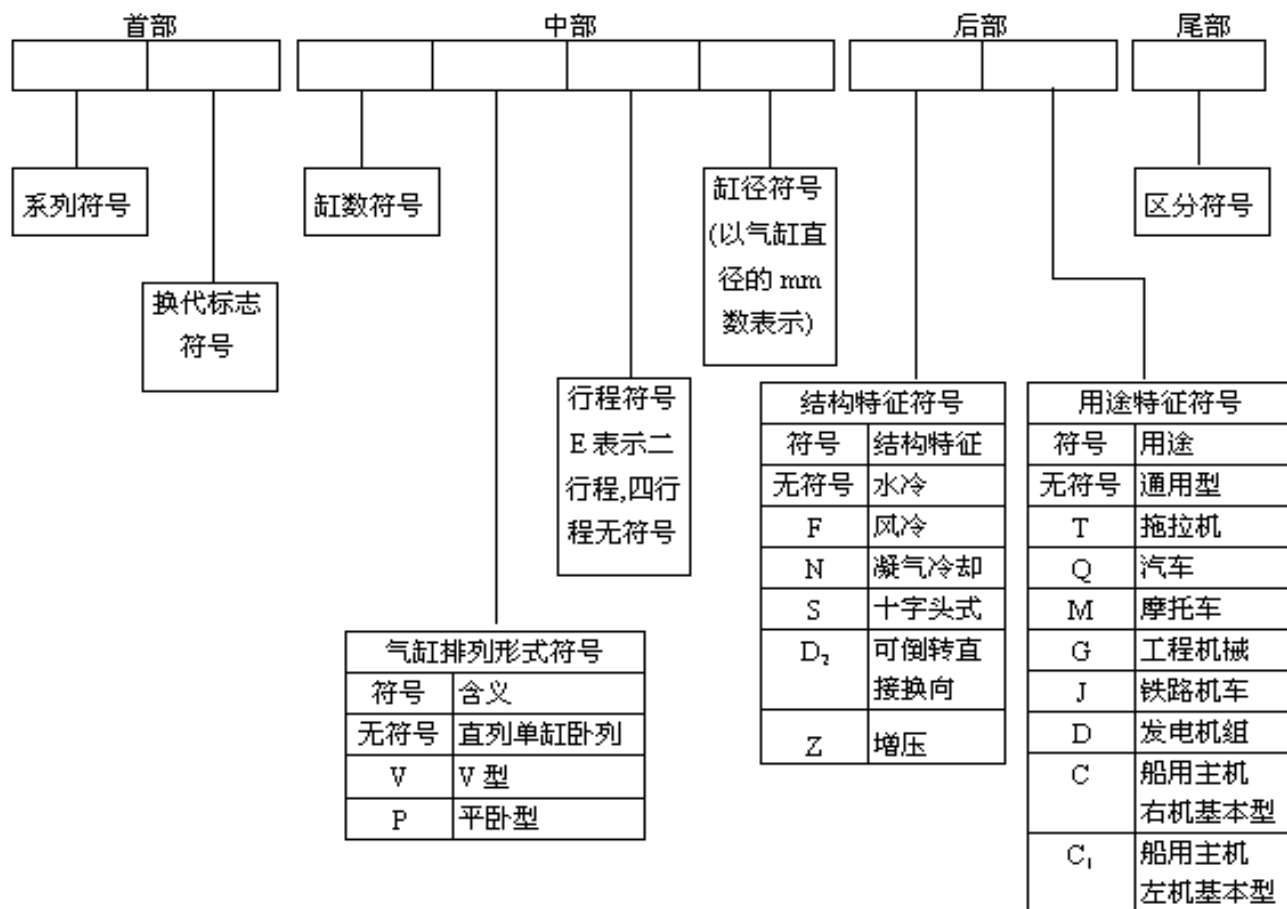 首部 中部 后部 尾部
系列符号
换代标志
符号
缸数符号
缸径符号
(以气缸直
径的 mm
数表示)
区分符号
行程符号
E 表示二
行程,四行
程无符号
气缸排列形式符号
符号 含义
无符号 直列单缸卧列
V V 型
P 平卧型
结构特征符号
符号 结构特征
无符号 水冷
F 风冷
N 凝气冷却
S 十字头式
D₂ 可倒转直
接换向
Z 增压
用途特征符号
符号 用途
无符号 通用型
T 拖拉机
Q 汽车
M 摩托车
G 工程机械
J 铁路机车
D 发电机组
C 船用主机
右机基本型
C₁ 船用主机
左机基本型